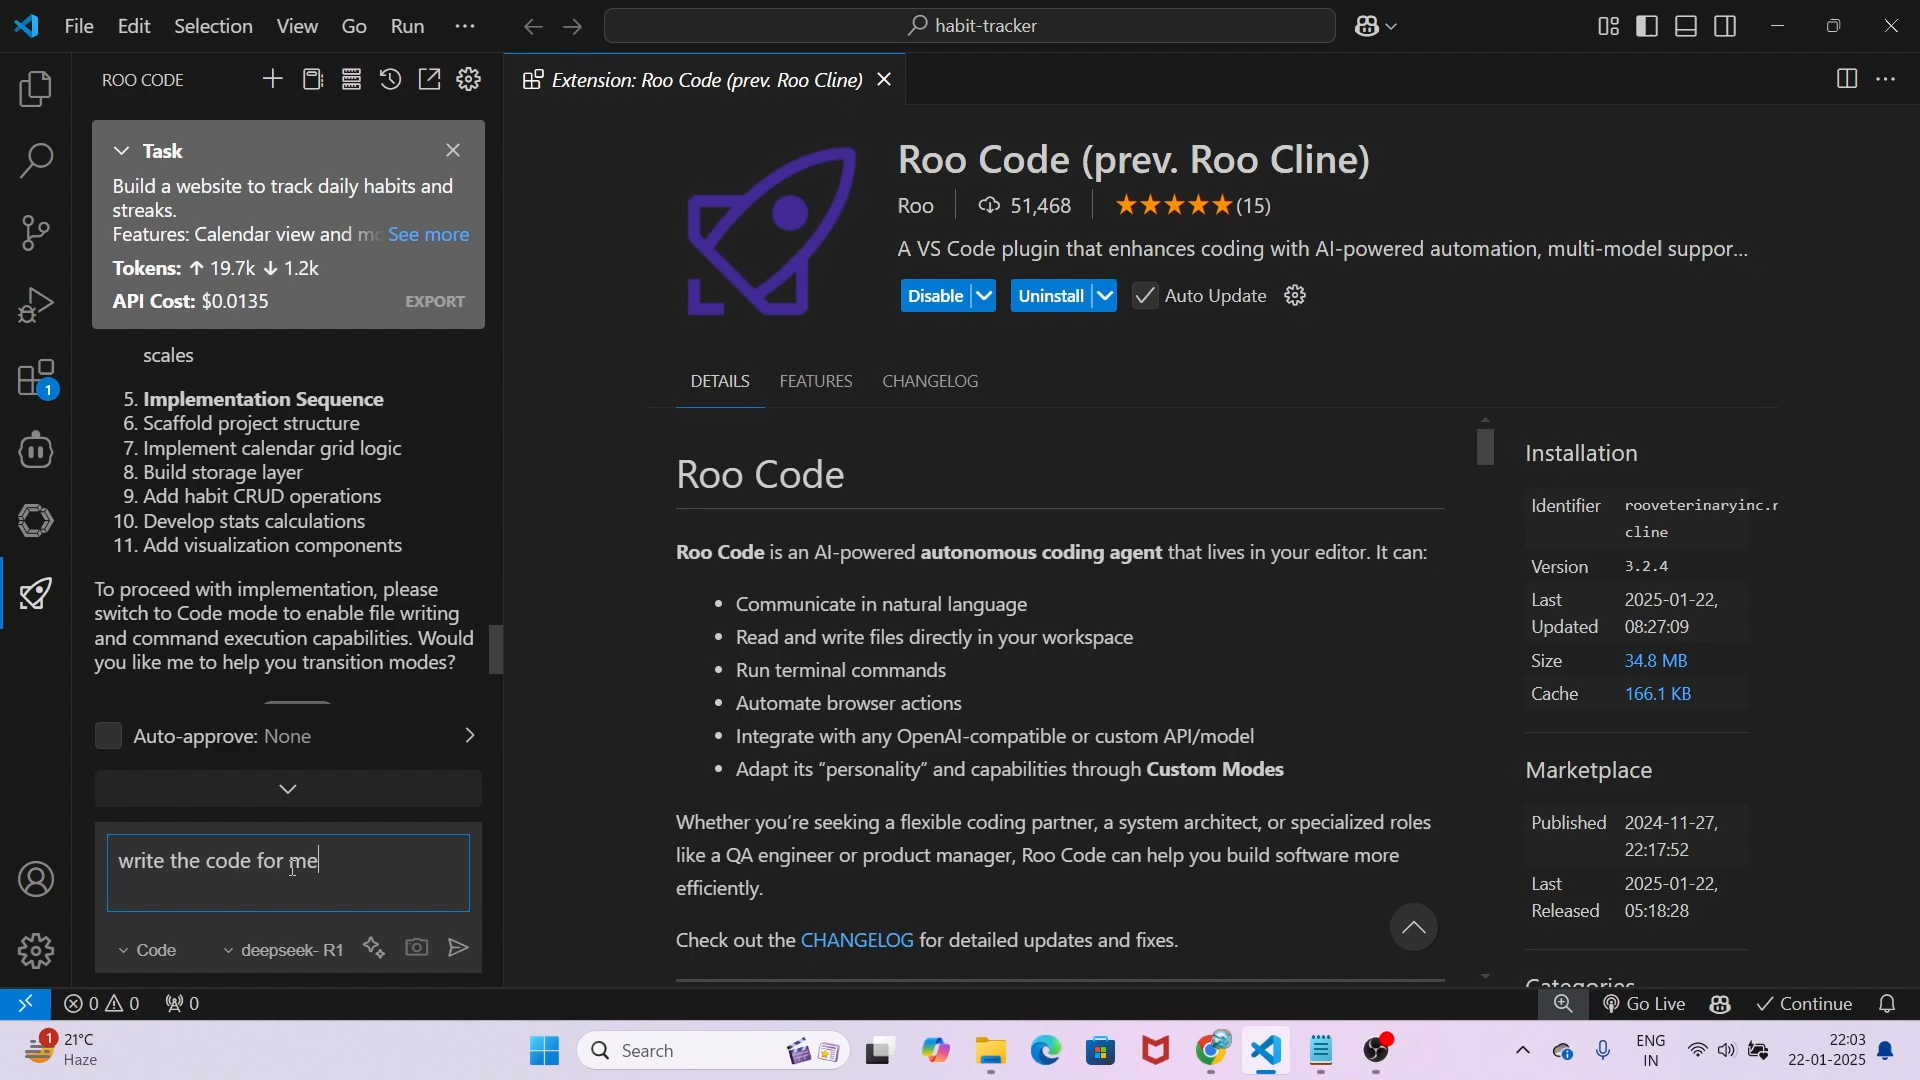 File Edit Selection View Go Run ···
habit-tracker
ROO CODE
Extension: Roo Code (prev. Roo Cline)
Task
Build a website to track daily habits and
streaks.
Features: Calendar view and See more
Tokens: ↑ 19.7k ↓ 1.2k
API Cost: $0.0135 EXPORT
scales
5. Implementation Sequence
6. Scaffold project structure
7. Implement calendar grid logic
8. Build storage layer
9. Add habit CRUD operations
10. Develop stats calculations
11. Add visualization components
To proceed with implementation, please
switch to Code mode to enable file writing
and command execution capabilities. Would
you like me to help you transition modes?
Auto-approve: None
write the code for me
Code deepseek- R1
1
Roo Code (prev. Roo Cline)
Roo 51,468 ★★★★★ (15)
A VS Code plugin that enhances coding with AI-powered automation, multi-model suppor...
Disable Uninstall Auto Update
DETAILS FEATURES CHANGELOG
Roo Code
Roo Code is an AI-powered autonomous coding agent that lives in your editor. It can:
• Communicate in natural language
• Read and write files directly in your workspace
• Run terminal commands
• Automate browser actions
• Integrate with any OpenAI-compatible or custom API/model
• Adapt its “personality” and capabilities through Custom Modes
Whether you’re seeking a flexible coding partner, a system architect, or specialized roles
like a QA engineer or product manager, Roo Code can help you build software more
efficiently.
Check out the CHANGELOG for detailed updates and fixes.
Installation
Identifier rooveterinaryinc.r
cline
Version 3.2.4
Last 2025-01-22,
Updated 08:27:09
Size 34.8 MB
Cache 166.1 KB
Marketplace
Published 2024-11-27,
22:17:52
Last 2025-01-22,
Released 05:18:28
Categories
0 0 0
Go Live Continue
1 21°C
Haze
Search
ENG
IN
22:03
22-01-2025